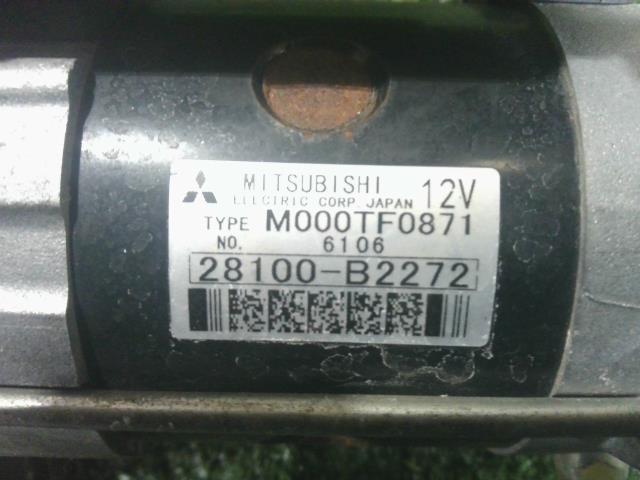 MITSUBISHI 12V
ELECTRIC CORP. JAPAN
TYPE M000TF0871
NO. 6106
28100-B2272